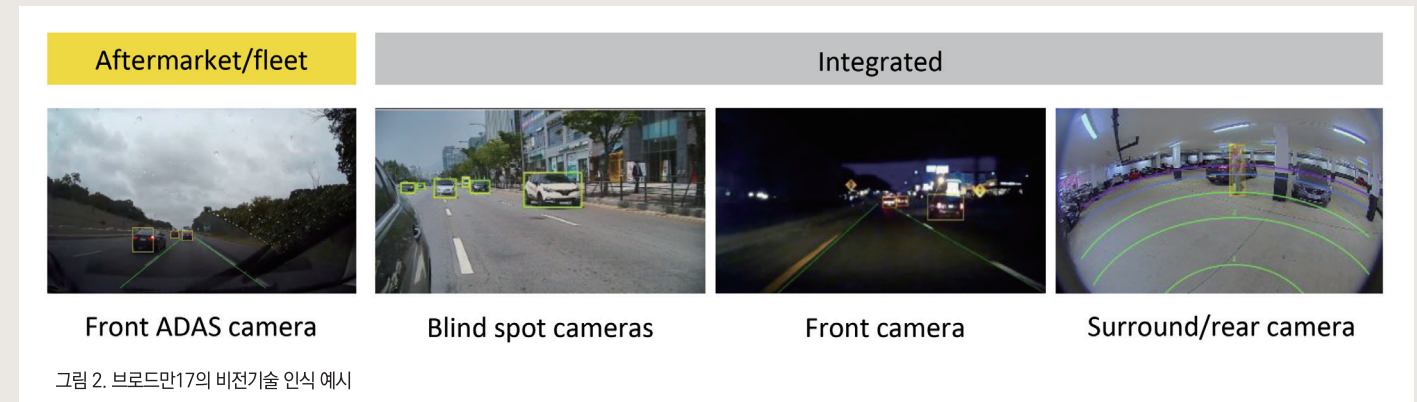 Aftermarket/fleet
Integrated
Front ADAS camera
Blind spot cameras
Front camera
Surround/rear camera
그림 2. 브로드만17의 비전기술 인식 예시